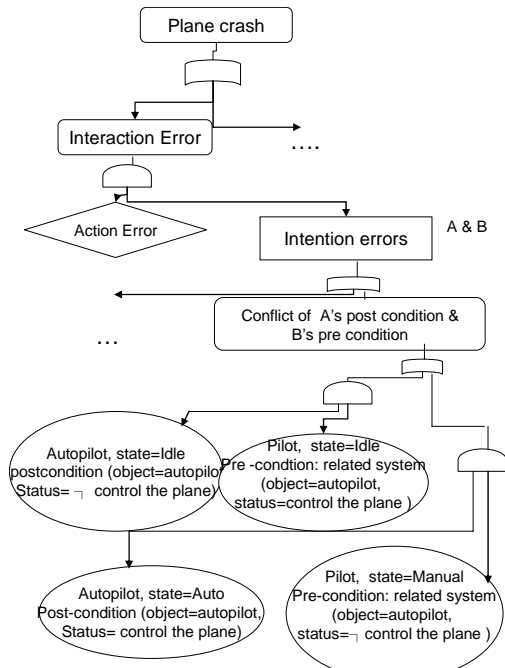 Plane crash
Interaction Error
....
Action Error
Intention errors
A & B
...
Conflict of A's post condition &
B's pre condition
Autopilot, state=Idle
postcondition (object=autopilot
Status= ¬ control the plane)
Pilot, state=Idle
Pre -condtion: related system
(object=autopilot,
status=control the plane )
Autopilot, state=Auto
Post-condition (object=autopilot,
Status= control the plane)
Pilot, state=Manual
Pre-condition: related system
(object=autopilot,
status=¬ control the plane )